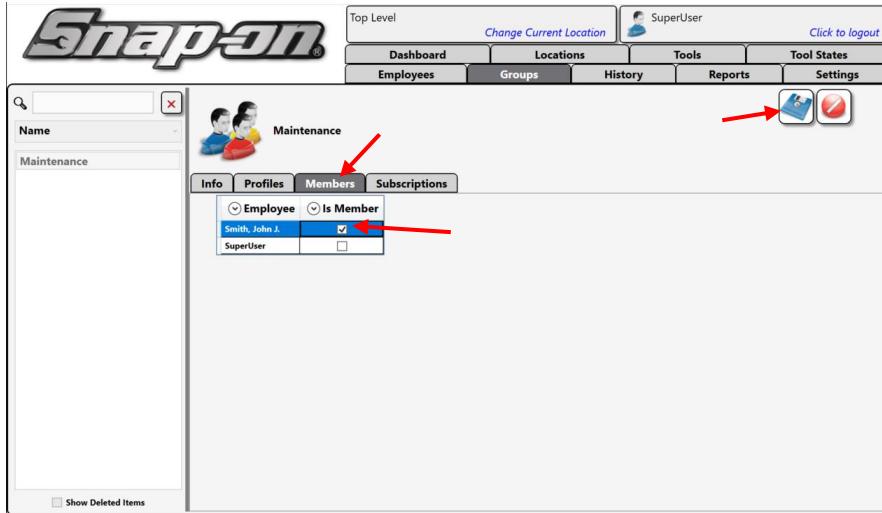 Snap-on®
Top Level
Change Current Location
SuperUser
Click to logout
Dashboard Locations Tools Tool States
Employees Groups History Reports Settings
Name
Maintenance
Maintenance
Info Profiles Members Subscriptions
Employee Is Member
Smith, John J.
SuperUser
Show Deleted Items